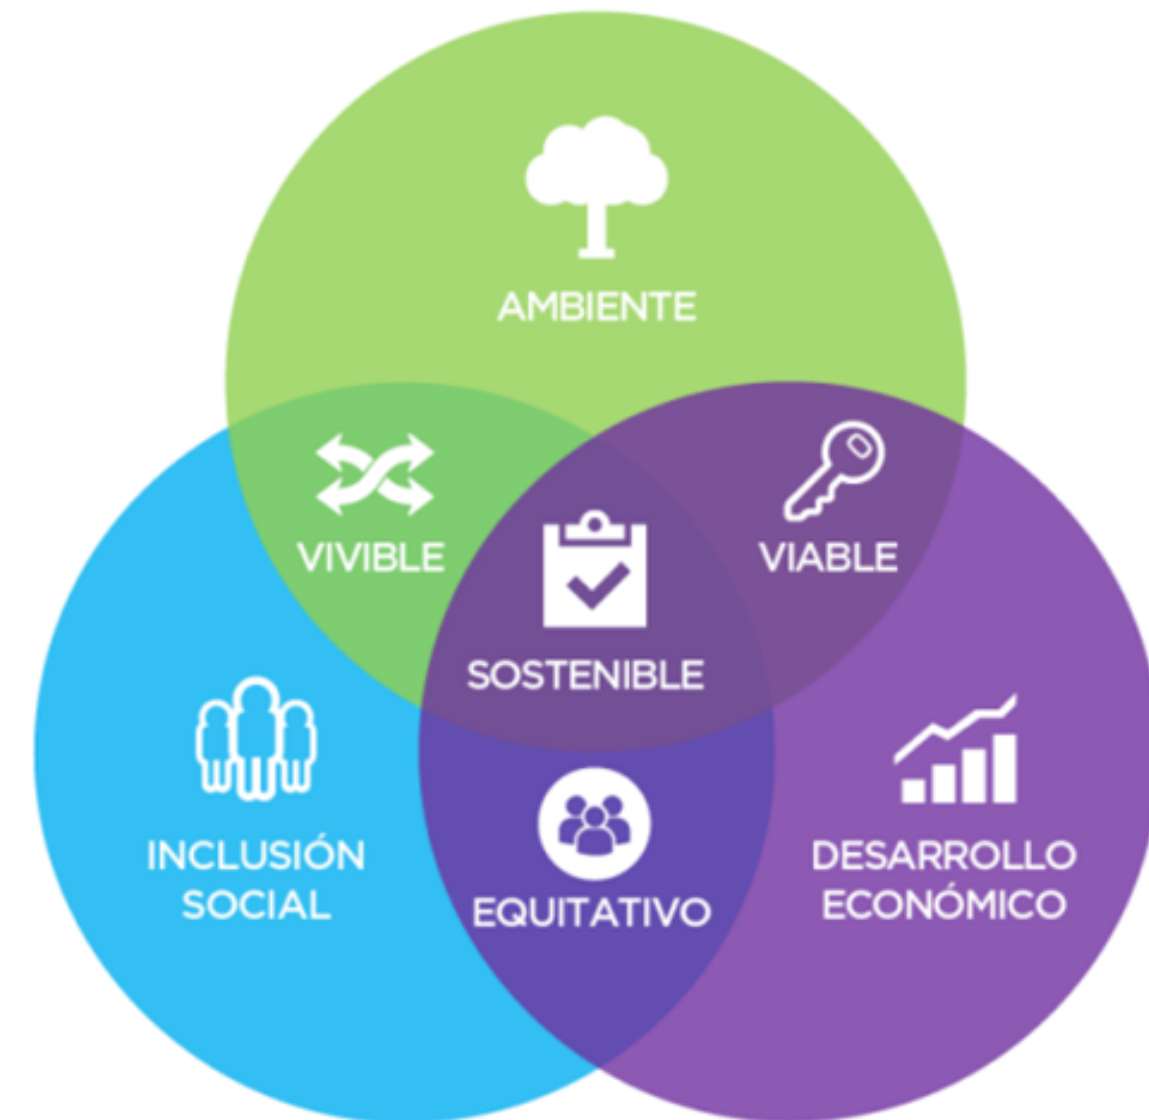 AMBIENTE
VIVIBLE
VIABLE
SOSTENIBLE
INCLUSIÓN
SOCIAL
EQUITATIVO
DESARROLLO
ECONÓMICO